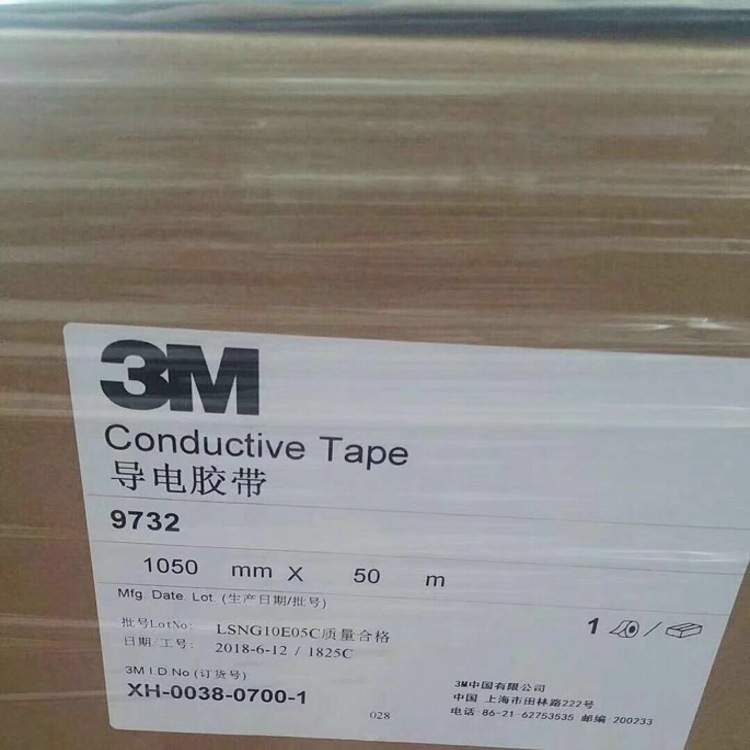 3M
Conductive Tape
导电胶带
9732
1050 mm X 50 m
Mfg. Date. Lot. (生产日期/批号)
批号LotNo: LSNG10E05C质量合格
日期/工号: 2018-6-12 / 1825C
1 /
3M I.D No (订货号)
XH-0038-0700-1
028
3M中国有限公司
中国 上海市田林路222号
电话:86-21-62753535 邮编:200233